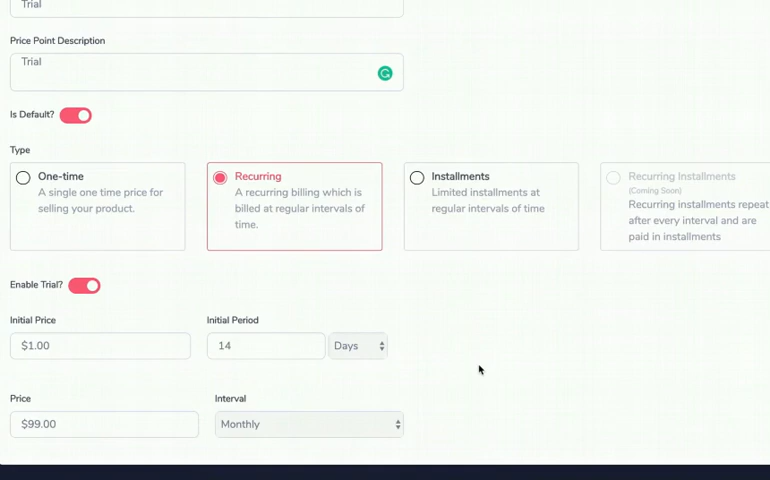 Trial
Price Point Description
Trial
Is Default?
Type
One-time
A single one time price for
selling your product.
Recurring
A recurring billing which is
billed at regular intervals of
time.
Installments
Limited installments at
regular intervals of time
Recurring Installments
(Coming Soon)
Recurring installments repeat
after every interval and are
paid in installments
Enable Trial?
Initial Price
Initial Period
$1.00
14
Days
Price
Interval
$99.00
Monthly